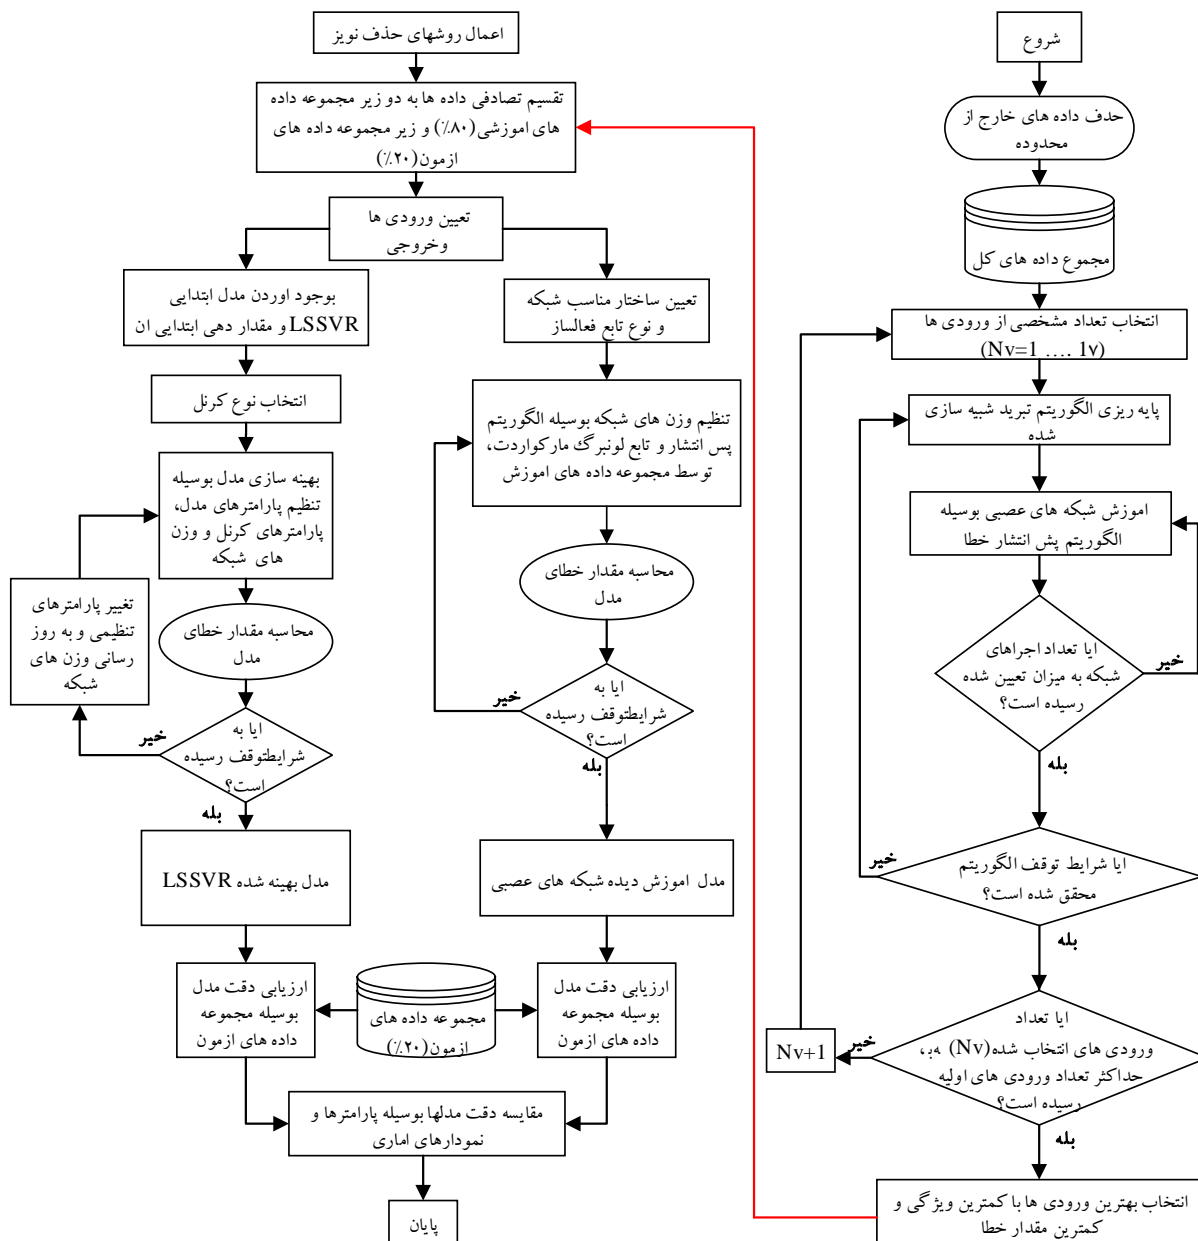 شروع
حذف داده های خارج از
محدوده
مجموع داده های کل
انتخاب تعداد مشخصی از ورودی ها
(Nv=1 .... 1۷)
پایه ریزی الگوریتم تبرید شبیه سازی
شده
اموزش شبکه های عصبی بوسیله
الگوریتم پش انتشار خطا
ایا تعداد اجراهای
شبکه به میزان تعیین شده
رسیده است؟
خیر
بله
ایا شرایط توقف الگوریتم
محقق شده است؟
خیر
بله
ایا تعداد
ورودی های انتخاب شده(Nv) به،
حداکثر تعداد ورودی های اولیه
رسیده است؟
خیر
Nv+1
بله
انتخاب بهترین ورودی ها با کمترین ویژگی و
کمترین مقدار خطا
اعمال روشهای حذف نویز
تقسیم تصادفی داده ها به دو زیر مجموعه داده
های اموزشی(۸۰٪) و زیر مجموعه داده های
ازمون(۲۰٪)
تعیین ورودی ها
وخروجی
تعیین ساختار مناسب شبکه
و نوع تابع فعالساز
تنظیم وزن های شبکه بوسیله الگوریتم
پس انتشار و تابع لونبرگ مارکواردت،
توسط مجموعه داده های اموزش
محاسبه مقدار خطای
مدل
ایا به
شرایطتوقف رسیده
است؟
خیر
بله
مدل اموزش دیده شبکه های عصبی
ارزیابی دقت مدل
بوسیله مجموعه
داده های ازمون
بوجود اوردن مدل ابتدایی
LSSVR و مقدار دهی ابتدایی ان
انتخاب نوع کرنل
بهینه سازی مدل بوسیله
تنظیم پارامترهای مدل،
پارامترهای کرنل و وزن
های شبکه
محاسبه مقدار خطای
مدل
تغییر پارامترهای
تنظیمی و به روز
رسانی وزن های
شبکه
ایا به
شرایطتوقف رسیده
است؟
خیر
بله
مدل بهینه شده LSSVR
ارزیابی دقت مدل
بوسیله مجموعه
داده های ازمون
مجموعه داده های
ازمون(۲۰٪)
مقایسه دقت مدلها بوسیله پارامترها و
نمودارهای اماری
پایان